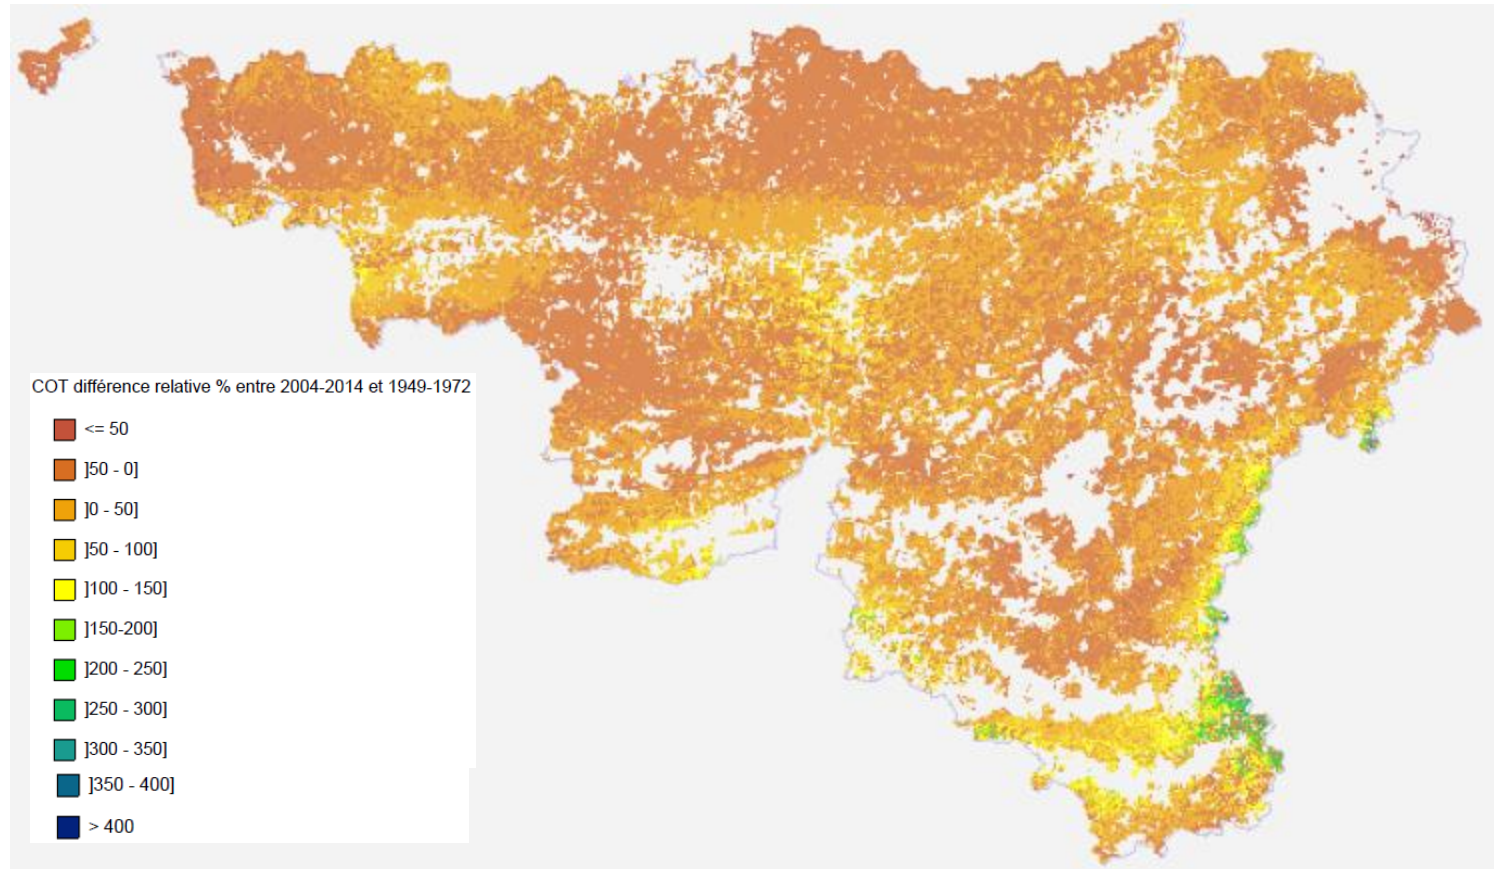 COT différence relative % entre 2004-2014 et 1949-1972
<= 50
]50 - 0]
]0 - 50]
]50 - 100]
]100 - 150]
]150-200]
]200 - 250]
]250 - 300]
]300 - 350]
]350 - 400]
> 400